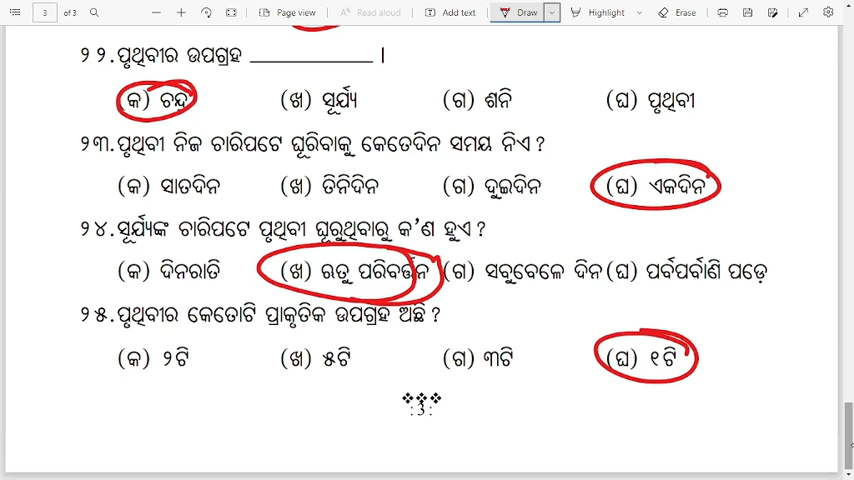 3 of 3 Page view Read aloud Add text Draw Highlight Erase
୨୨.ପୃଥିବୀର ଉପଗ୍ରହ ____________ ।
(କ) ଚନ୍ଦ୍ର (ଖ) ସୂର୍ଯ୍ୟ (ଗ) ଶନି (ଘ) ପୃଥିବୀ
୨୩.ପୃଥିବୀ ନିଜ ଚାରିପଟେ ଘୂରିବାକୁ କେତେଦିନ ସମୟ ନିଏ ?
(କ) ସାତଦିନ (ଖ) ତିନିଦିନ (ଗ) ଦୁଇଦିନ (ଘ) ଏକଦିନ
୨୪.ସୂର୍ଯ୍ୟଙ୍କ ଚାରିପଟେ ପୃଥିବୀ ଘୂରୁଥିବାରୁ କ'ଣ ହୁଏ ?
(କ) ଦିନରାତି (ଖ) ଋତୁ ପରିବର୍ତ୍ତନ (ଗ) ସବୁବେଳେ ଦିନ (ଘ) ପର୍ବପର୍ବାଣି ପଡ଼େ
୨୫.ପୃଥିବୀର କେତୋଟି ପ୍ରାକୃତିକ ଉପଗ୍ରହ ଅଛି ?
(କ) ୨ଟି (ଖ) ୫ଟି (ଗ) ୩ଟି (ଘ) ୧ଟି
❖❖❖
:3: